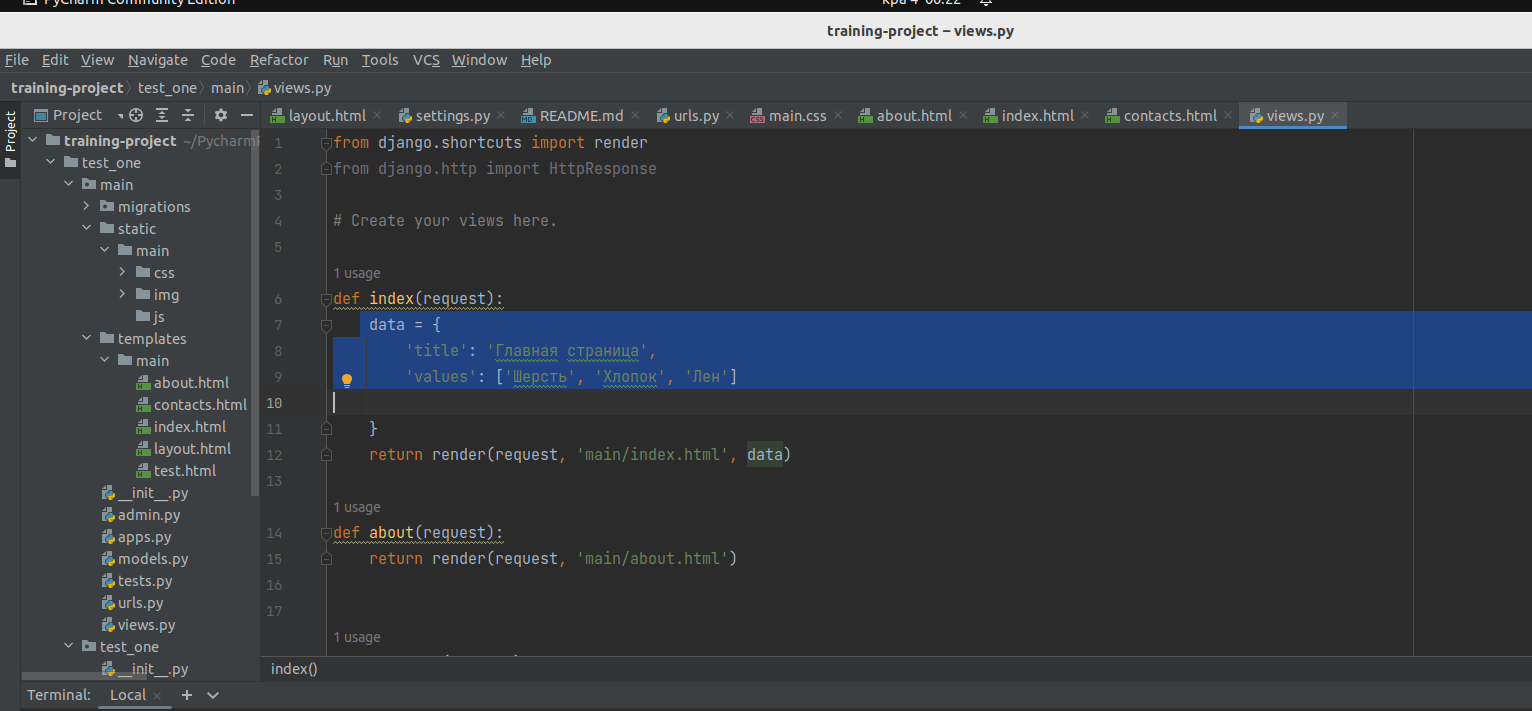 PyCharm Community Edition
training-project – views.py
File Edit View Navigate Code Refactor Run Tools VCS Window Help
training-project test_one main views.py
Project
Project
layout.html settings.py README.md urls.py main.css about.html index.html contacts.html views.py
training-project ~/Pycharm
test_one
main
migrations
static
main
css
img
js
templates
main
about.html
contacts.html
index.html
layout.html
test.html
__init__.py
admin.py
apps.py
models.py
tests.py
urls.py
views.py
test_one
__init__.py
1 from django.shortcuts import render
2 from django.http import HttpResponse
3
4 # Create your views here.
5
1 usage
6 def index(request):
7 data = {
8 'title': 'Главная страница',
9 'values': ['Шерсть', 'Хлопок', 'Лен']
10
11 }
12 return render(request, 'main/index.html', data)
13
1 usage
14 def about(request):
15 return render(request, 'main/about.html')
16
17
1 usage
index()
Terminal: Local